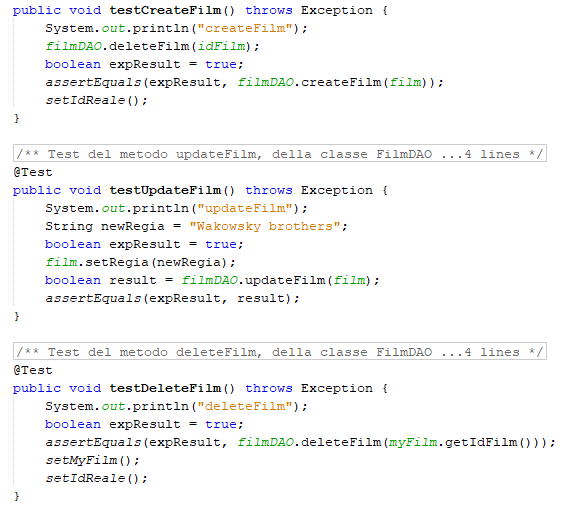 public void testCreateFilm() throws Exception {
System.out.println("createFilm");
filmDAO.deleteFilm(idFilm);
boolean expResult = true;
assertEquals(expResult, filmDAO.createFilm(film));
setIdReale();
}
/** Test del metodo updateFilm, della classe FilmDAO ...4 lines */
@Test
public void testUpdateFilm() throws Exception {
System.out.println("updateFilm");
String newRegia = "Wakowsky brothers";
boolean expResult = true;
film.setRegia(newRegia);
boolean result = filmDAO.updateFilm(film);
assertEquals(expResult, result);
}
/** Test del metodo deleteFilm, della classe FilmDAO ...4 lines */
@Test
public void testDeleteFilm() throws Exception {
System.out.println("deleteFilm");
boolean expResult = true;
assertEquals(expResult, filmDAO.deleteFilm(myFilm.getIdFilm()));
setMyFilm();
setIdReale();
}